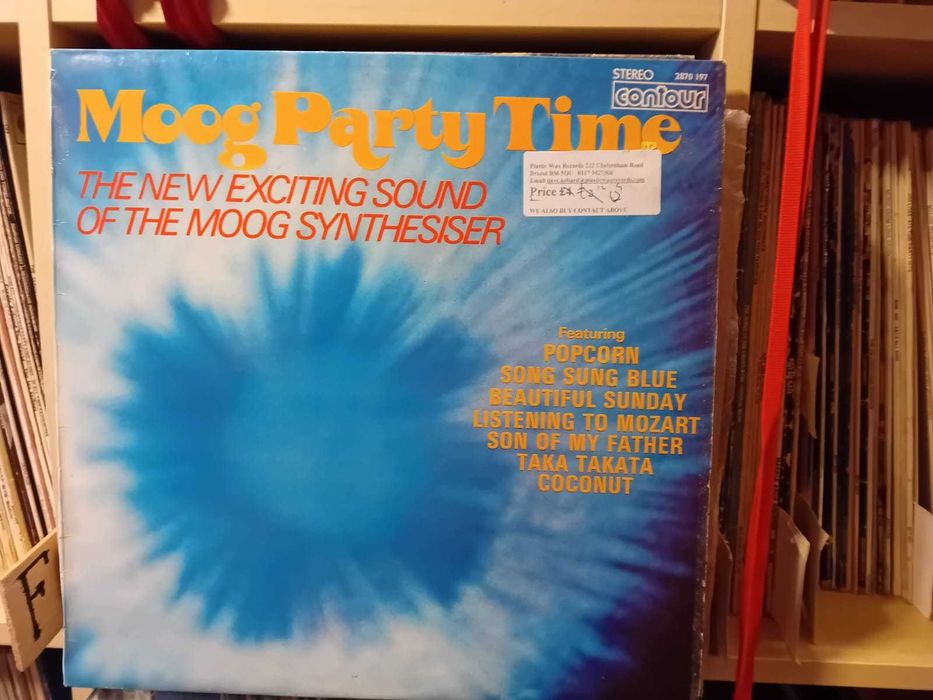 STEREO 2870 197
contour
Moog Party Time
THE NEW EXCITING SOUND
OF THE MOOG SYNTHESISER
Plastic Wax Records 222 Cheltenham Road
Bristol
Email
Price
WE ALSO BUY CONTACT ABOVE
Featuring
POPCORN
SONG SUNG BLUE
BEAUTIFUL SUNDAY
LISTENING TO MOZART
SON OF MY FATHER
TAKA TAKATA
COCONUT
F